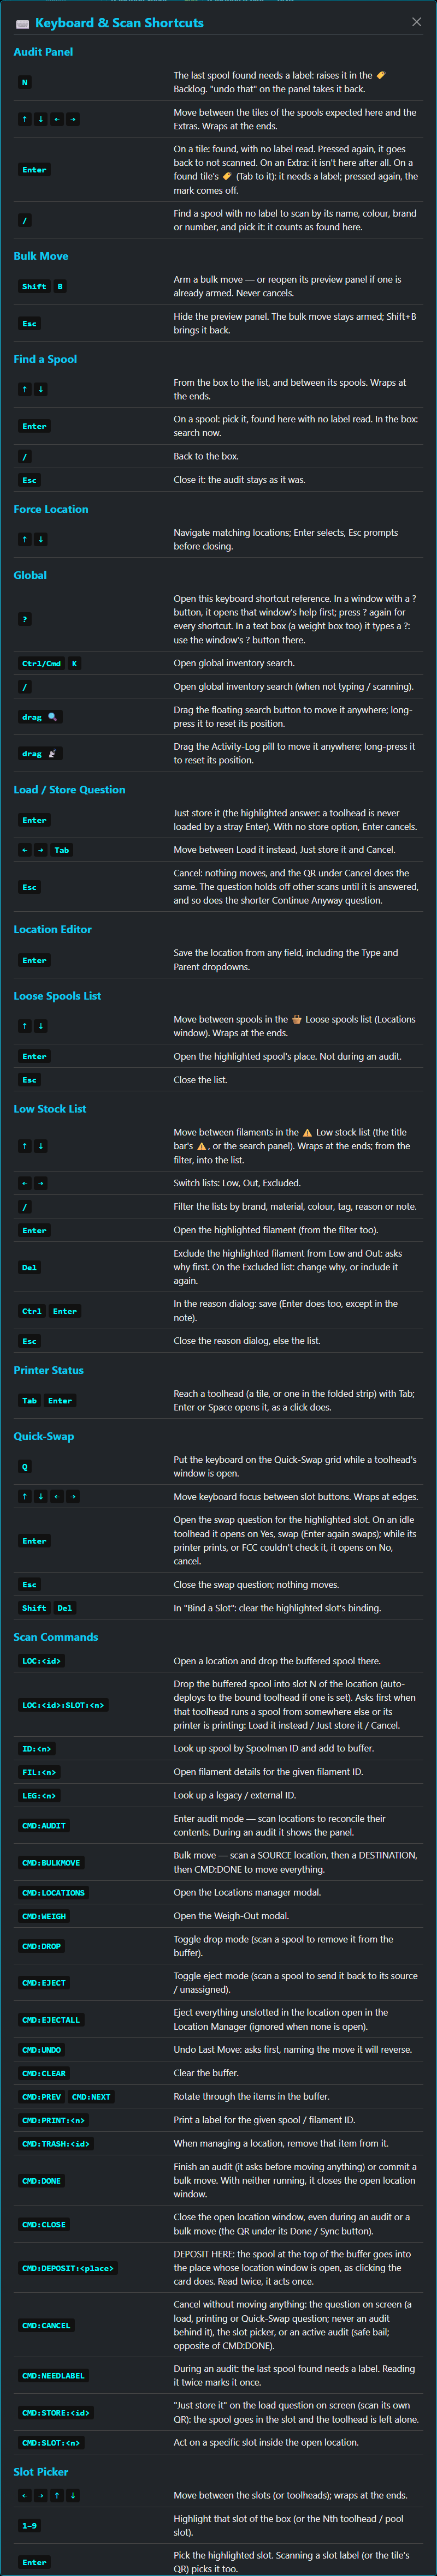 Keyboard & Scan Shortcuts
Audit Panel
N
The last spool found needs a label: raises it in the 🏷️
Backlog. "undo that" on the panel takes it back.
↑ ↓ ← →
Move between the tiles of the spools expected here and the
Extras. Wraps at the ends.
Enter
On a tile: found, with no label read. Pressed again, it goes
back to not scanned. On an Extra: it isn't here after all. On a
found tile's 🏷️ (Tab to it): it needs a label; pressed again, the
mark comes off.
/
Find a spool with no label to scan by its name, colour, brand
or number, and pick it: it counts as found here.
Bulk Move
Shift B
Arm a bulk move — or reopen its preview panel if one is
already armed. Never cancels.
Esc
Hide the preview panel. The bulk move stays armed; Shift+B
brings it back.
Find a Spool
↑ ↓
From the box to the list, and between its spools. Wraps at
the ends.
Enter
On a spool: pick it, found here with no label read. In the box:
search now.
/
Back to the box.
Esc
Close it: the audit stays as it was.
Force Location
↑ ↓
Navigate matching locations; Enter selects, Esc prompts
before closing.
Global
?
Open this keyboard shortcut reference. In a window with a ?
button, it opens that window's help first; press ? again for
every shortcut. In a text box (a weight box too) it types a ?:
use the window's ? button there.
Ctrl/Cmd K
Open global inventory search.
/
Open global inventory search (when not typing / scanning).
drag 🔍
Drag the floating search button to move it anywhere; long-
press it to reset its position.
drag 📡
Drag the Activity-Log pill to move it anywhere; long-press it
to reset its position.
Load / Store Question
Enter
Just store it (the highlighted answer: a toolhead is never
loaded by a stray Enter). With no store option, Enter cancels.
← → Tab
Move between Load it instead, Just store it and Cancel.
Esc
Cancel: nothing moves, and the QR under Cancel does the
same. The question holds off other scans until it is answered,
and so does the shorter Continue Anyway question.
Location Editor
Enter
Save the location from any field, including the Type and
Parent dropdowns.
Loose Spools List
↑ ↓
Move between spools in the 🧺 Loose spools list (Locations
window). Wraps at the ends.
Enter
Open the highlighted spool's place. Not during an audit.
Esc
Close the list.
Low Stock List
↑ ↓
Move between filaments in the ⚠️ Low stock list (the title
bar's ⚠️, or the search panel). Wraps at the ends; from the
filter, into the list.
← →
Switch lists: Low, Out, Excluded.
/
Filter the lists by brand, material, colour, tag, reason or note.
Enter
Open the highlighted filament (from the filter too).
Del
Exclude the highlighted filament from Low and Out: asks
why first. On the Excluded list: change why, or include it
again.
Ctrl Enter
In the reason dialog: save (Enter does too, except in the
note).
Esc
Close the reason dialog, else the list.
Printer Status
Tab Enter
Reach a toolhead (a tile, or one in the folded strip) with Tab;
Enter or Space opens it, as a click does.
Quick-Swap
Q
Put the keyboard on the Quick-Swap grid while a toolhead's
window is open.
↑ ↓ ← →
Move keyboard focus between slot buttons. Wraps at edges.
Enter
Open the swap question for the highlighted slot. On an idle
toolhead it opens on Yes, swap (Enter again swaps); while its
printer prints, or FCC couldn't check it, it opens on No,
cancel.
Esc
Close the swap question; nothing moves.
Shift Del
In "Bind a Slot": clear the highlighted slot's binding.
Scan Commands
LOC:<id>
Open a location and drop the buffered spool there.
LOC:<id>:SLOT:<n>
Drop the buffered spool into slot N of the location (auto-
deploys to the bound toolhead if one is set). Asks first when
that toolhead runs a spool from somewhere else or its
printer is printing: Load it instead / Just store it / Cancel.
ID:<n>
Look up spool by Spoolman ID and add to buffer.
FIL:<n>
Open filament details for the given filament ID.
LEG:<n>
Look up a legacy / external ID.
CMD:AUDIT
Enter audit mode — scan locations to reconcile their
contents. During an audit it shows the panel.
CMD:BULKMOVE
Bulk move — scan a SOURCE location, then a DESTINATION,
then CMD:DONE to move everything.
CMD:LOCATIONS
Open the Locations manager modal.
CMD:WEIGH
Open the Weigh-Out modal.
CMD:DROP
Toggle drop mode (scan a spool to remove it from the
buffer).
CMD:EJECT
Toggle eject mode (scan a spool to send it back to its source
/ unassigned).
CMD:EJECTALL
Eject everything unslotted in the location open in the
Location Manager (ignored when none is open).
CMD:UNDO
Undo Last Move: asks first, naming the move it will reverse.
CMD:CLEAR
Clear the buffer.
CMD:PREV CMD:NEXT
Rotate through the items in the buffer.
CMD:PRINT:<n>
Print a label for the given spool / filament ID.
CMD:TRASH:<id>
When managing a location, remove that item from it.
CMD:DONE
Finish an audit (it asks before moving anything) or commit a
bulk move. With neither running, it closes the open location
window.
CMD:CLOSE
Close the open location window, even during an audit or a
bulk move (the QR under its Done / Sync button).
CMD:DEPOSIT:<place>
DEPOSIT HERE: the spool at the top of the buffer goes into
the place whose location window is open, as clicking the
card does. Read twice, it acts once.
CMD:CANCEL
Cancel without moving anything: the question on screen (a
load, printing or Quick-Swap question; never an audit
behind it), the slot picker, or an active audit (safe bail;
opposite of CMD:DONE).
CMD:NEEDLABEL
During an audit: the last spool found needs a label. Reading
it twice marks it once.
CMD:STORE:<id>
"Just store it" on the load question on screen (scan its own
QR): the spool goes in the slot and the toolhead is left alone.
CMD:SLOT:<n>
Act on a specific slot inside the open location.
Slot Picker
← → ↑ ↓
Move between the slots (or toolheads); wraps at the ends.
1–9
Highlight that slot of the box (or the Nth toolhead / pool
slot).
Enter
Pick the highlighted slot. Scanning a slot label (or the tile's
QR) picks it too.